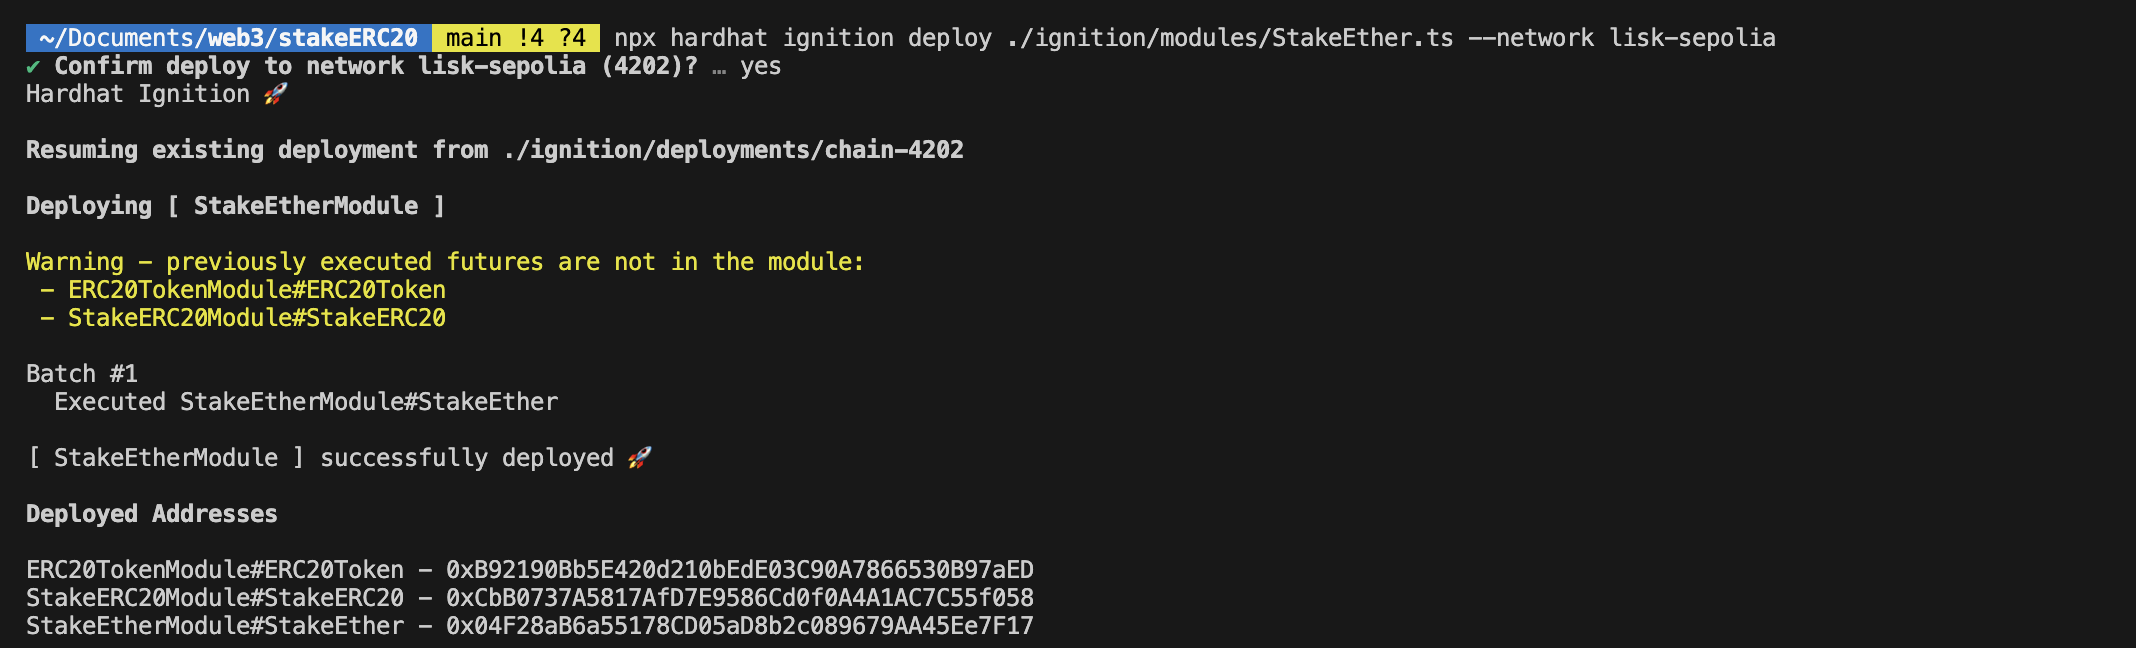 ~/Documents/web3/stakeERC20 main !4 ?4 npx hardhat ignition deploy ./ignition/modules/StakeEther.ts --network lisk-sepolia
✔ Confirm deploy to network lisk-sepolia (4202)? … yes
Hardhat Ignition 🚀
Resuming existing deployment from ./ignition/deployments/chain-4202
Deploying [ StakeEtherModule ]
Warning - previously executed futures are not in the module:
- ERC20TokenModule#ERC20Token
- StakeERC20Module#StakeERC20
Batch #1
Executed StakeEtherModule#StakeEther
[ StakeEtherModule ] successfully deployed 🚀
Deployed Addresses
ERC20TokenModule#ERC20Token - 0xB92190Bb5E420d210bEdE03C90A7866530B97aED
StakeERC20Module#StakeERC20 - 0xCbB0737A5817AfD7E9586Cd0f0A4A1AC7C55f058
StakeEtherModule#StakeEther - 0x04F28aB6a55178CD05aD8b2c089679AA45Ee7F17